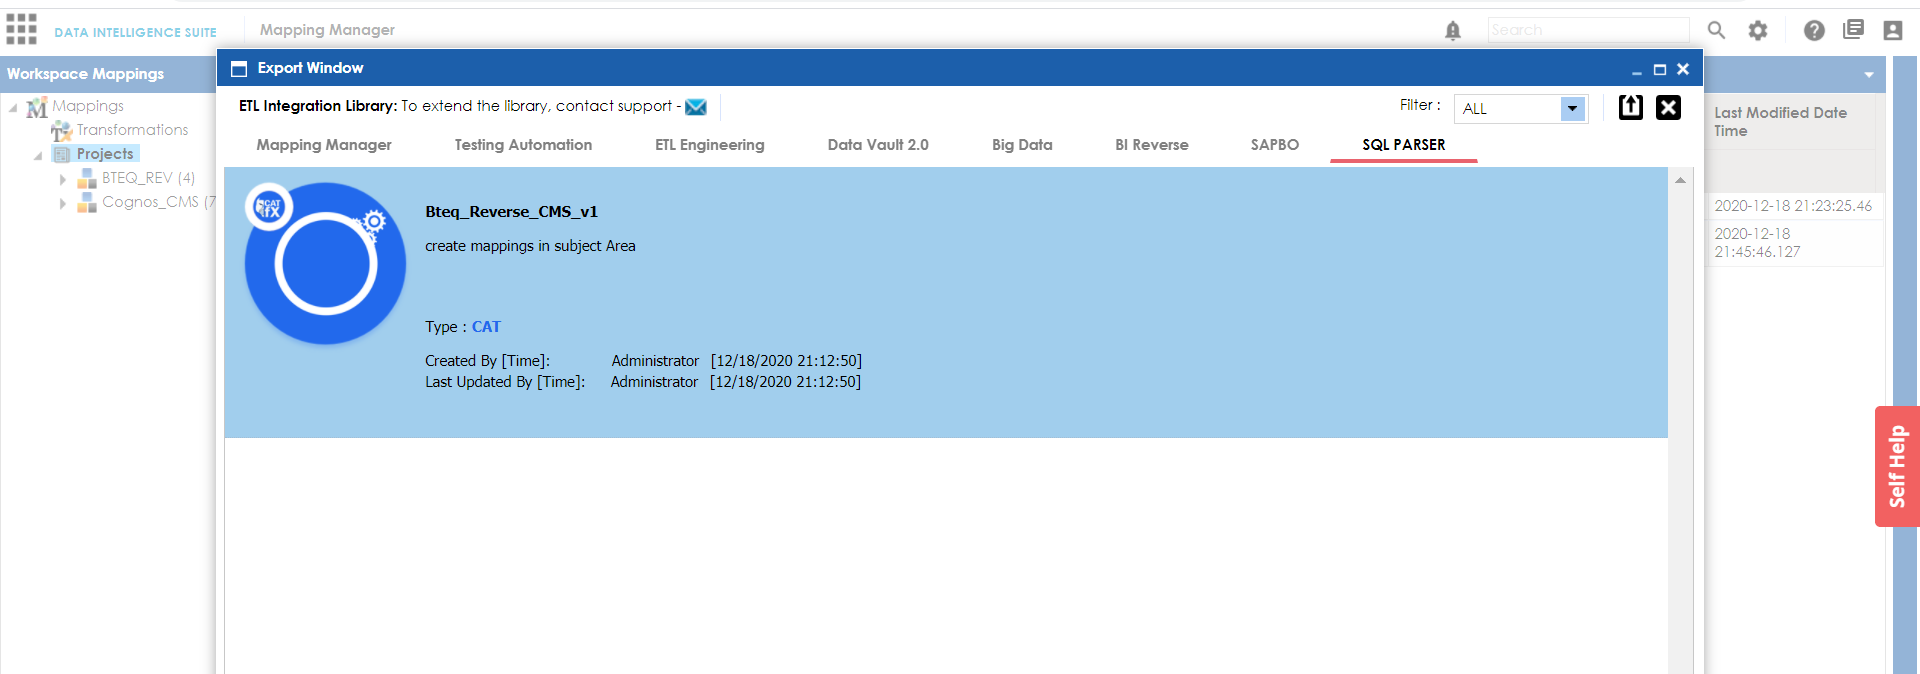 DATA INTELLIGENCE SUITE
Mapping Manager
Search
Workspace Mappings
Mappings
Transformations
Projects
BTEQ_REV (4)
Cognos_CMS (7
Export Window
ETL Integration Library: To extend the library, contact support -
Filter : ALL
Mapping Manager Testing Automation ETL Engineering Data Vault 2.0 Big Data BI Reverse SAPBO SQL PARSER
CAT
fX
Bteq_Reverse_CMS_v1
create mappings in subject Area
Type : CAT
Created By [Time]: Administrator [12/18/2020 21:12:50]
Last Updated By [Time]: Administrator [12/18/2020 21:12:50]
Last Modified Date
Time
2020-12-18 21:23:25.46
2020-12-18
21:45:46.127
Self Help